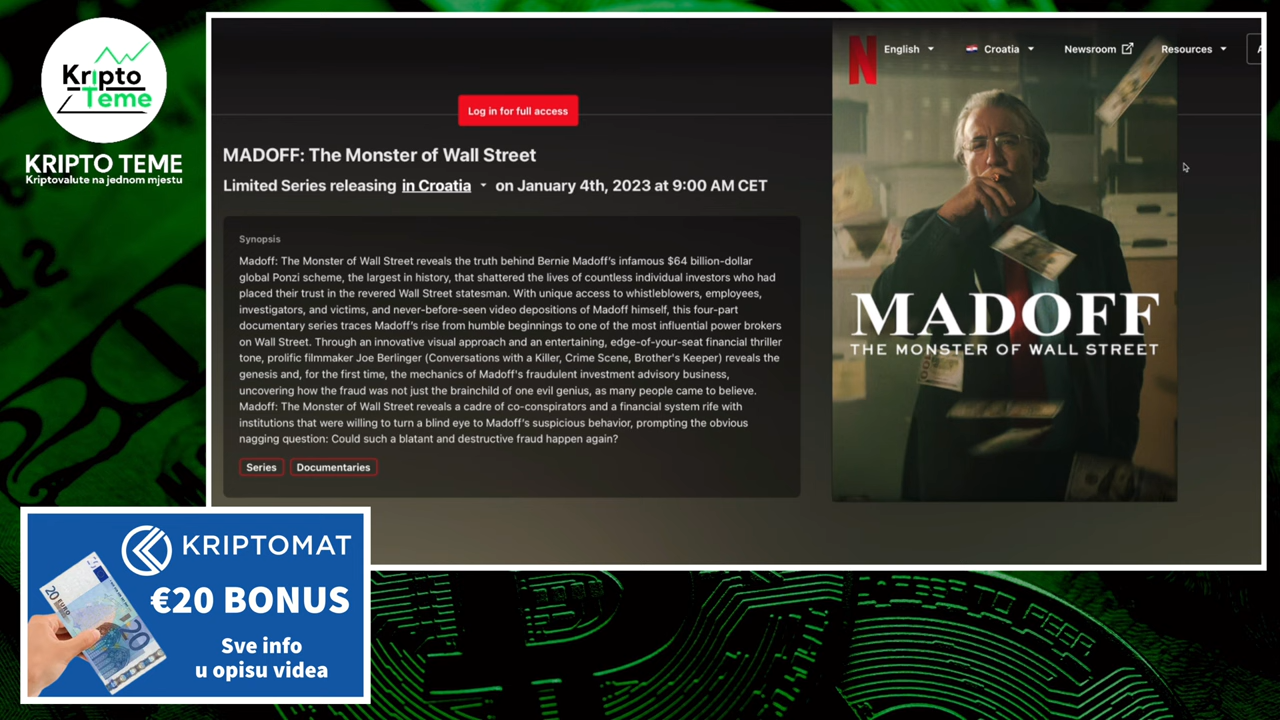 Kripto
Teme
KRIPTO TEME
Kriptovalute na jednom mjestu
N
English
Croatia
Newsroom
Resources
Log in for full access
MADOFF: The Monster of Wall Street
Limited Series releasing in Croatia on January 4th, 2023 at 9:00 AM CET
Synopsis
Madoff: The Monster of Wall Street reveals the truth behind Bernie Madoff's infamous $64 billion-dollar
global Ponzi scheme, the largest in history, that shattered the lives of countless individual investors who had
placed their trust in the revered Wall Street statesman. With unique access to whistleblowers, employees,
investigators, and victims, and never-before-seen video depositions of Madoff himself, this four-part
documentary series traces Madoff's rise from humble beginnings to one of the most influential power brokers
on Wall Street. Through an innovative visual approach and an entertaining, edge-of-your-seat financial thriller
tone, prolific filmmaker Joe Berlinger (Conversations with a Killer, Crime Scene, Brother's Keeper) reveals the
genesis and, for the first time, the mechanics of Madoff's fraudulent investment advisory business,
uncovering how the fraud was not just the brainchild of one evil genius, as many people came to believe.
Madoff: The Monster of Wall Street reveals a cadre of co-conspirators and a financial system rife with
institutions that were willing to turn a blind eye to Madoff's suspicious behavior, prompting the obvious
nagging question: Could such a blatant and destructive fraud happen again?
Series
Documentaries
MADOFF
THE MONSTER OF WALL STREET
KRIPTOMAT
€20 BONUS
Sve info
u opisu videa
20 EURO
20